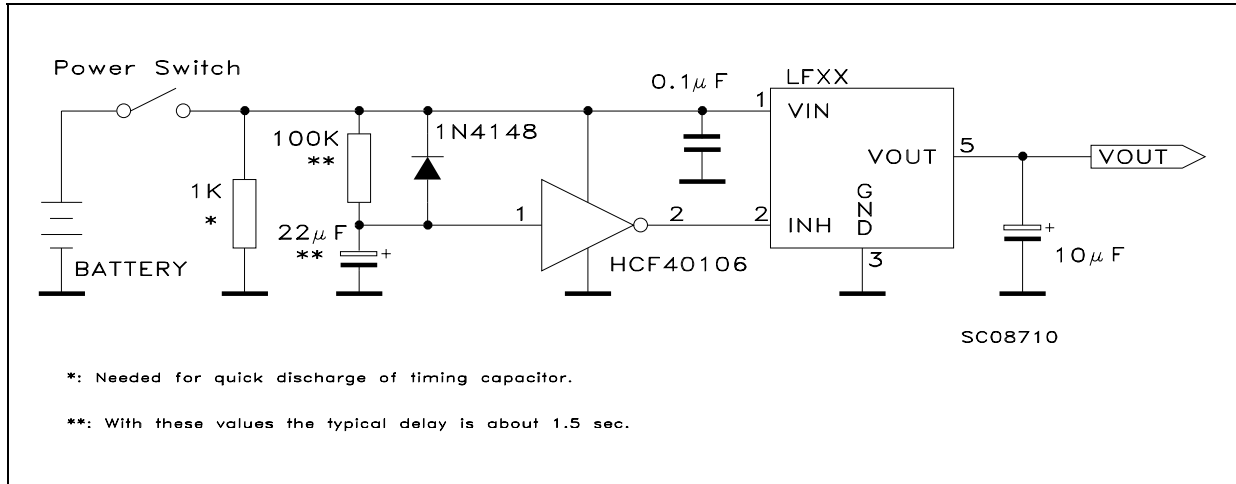 Power Switch
0.1μF
LFXX
1
VIN
100K
**
1N4148
5
VOUT
VOUT
1K
*
1
2
2
INH
GND
22μF
**
+
+
BATTERY
HCF40106
3
10μF
SC08710
*: Needed for quick discharge of timing capacitor.
**: With these values the typical delay is about 1.5 sec.